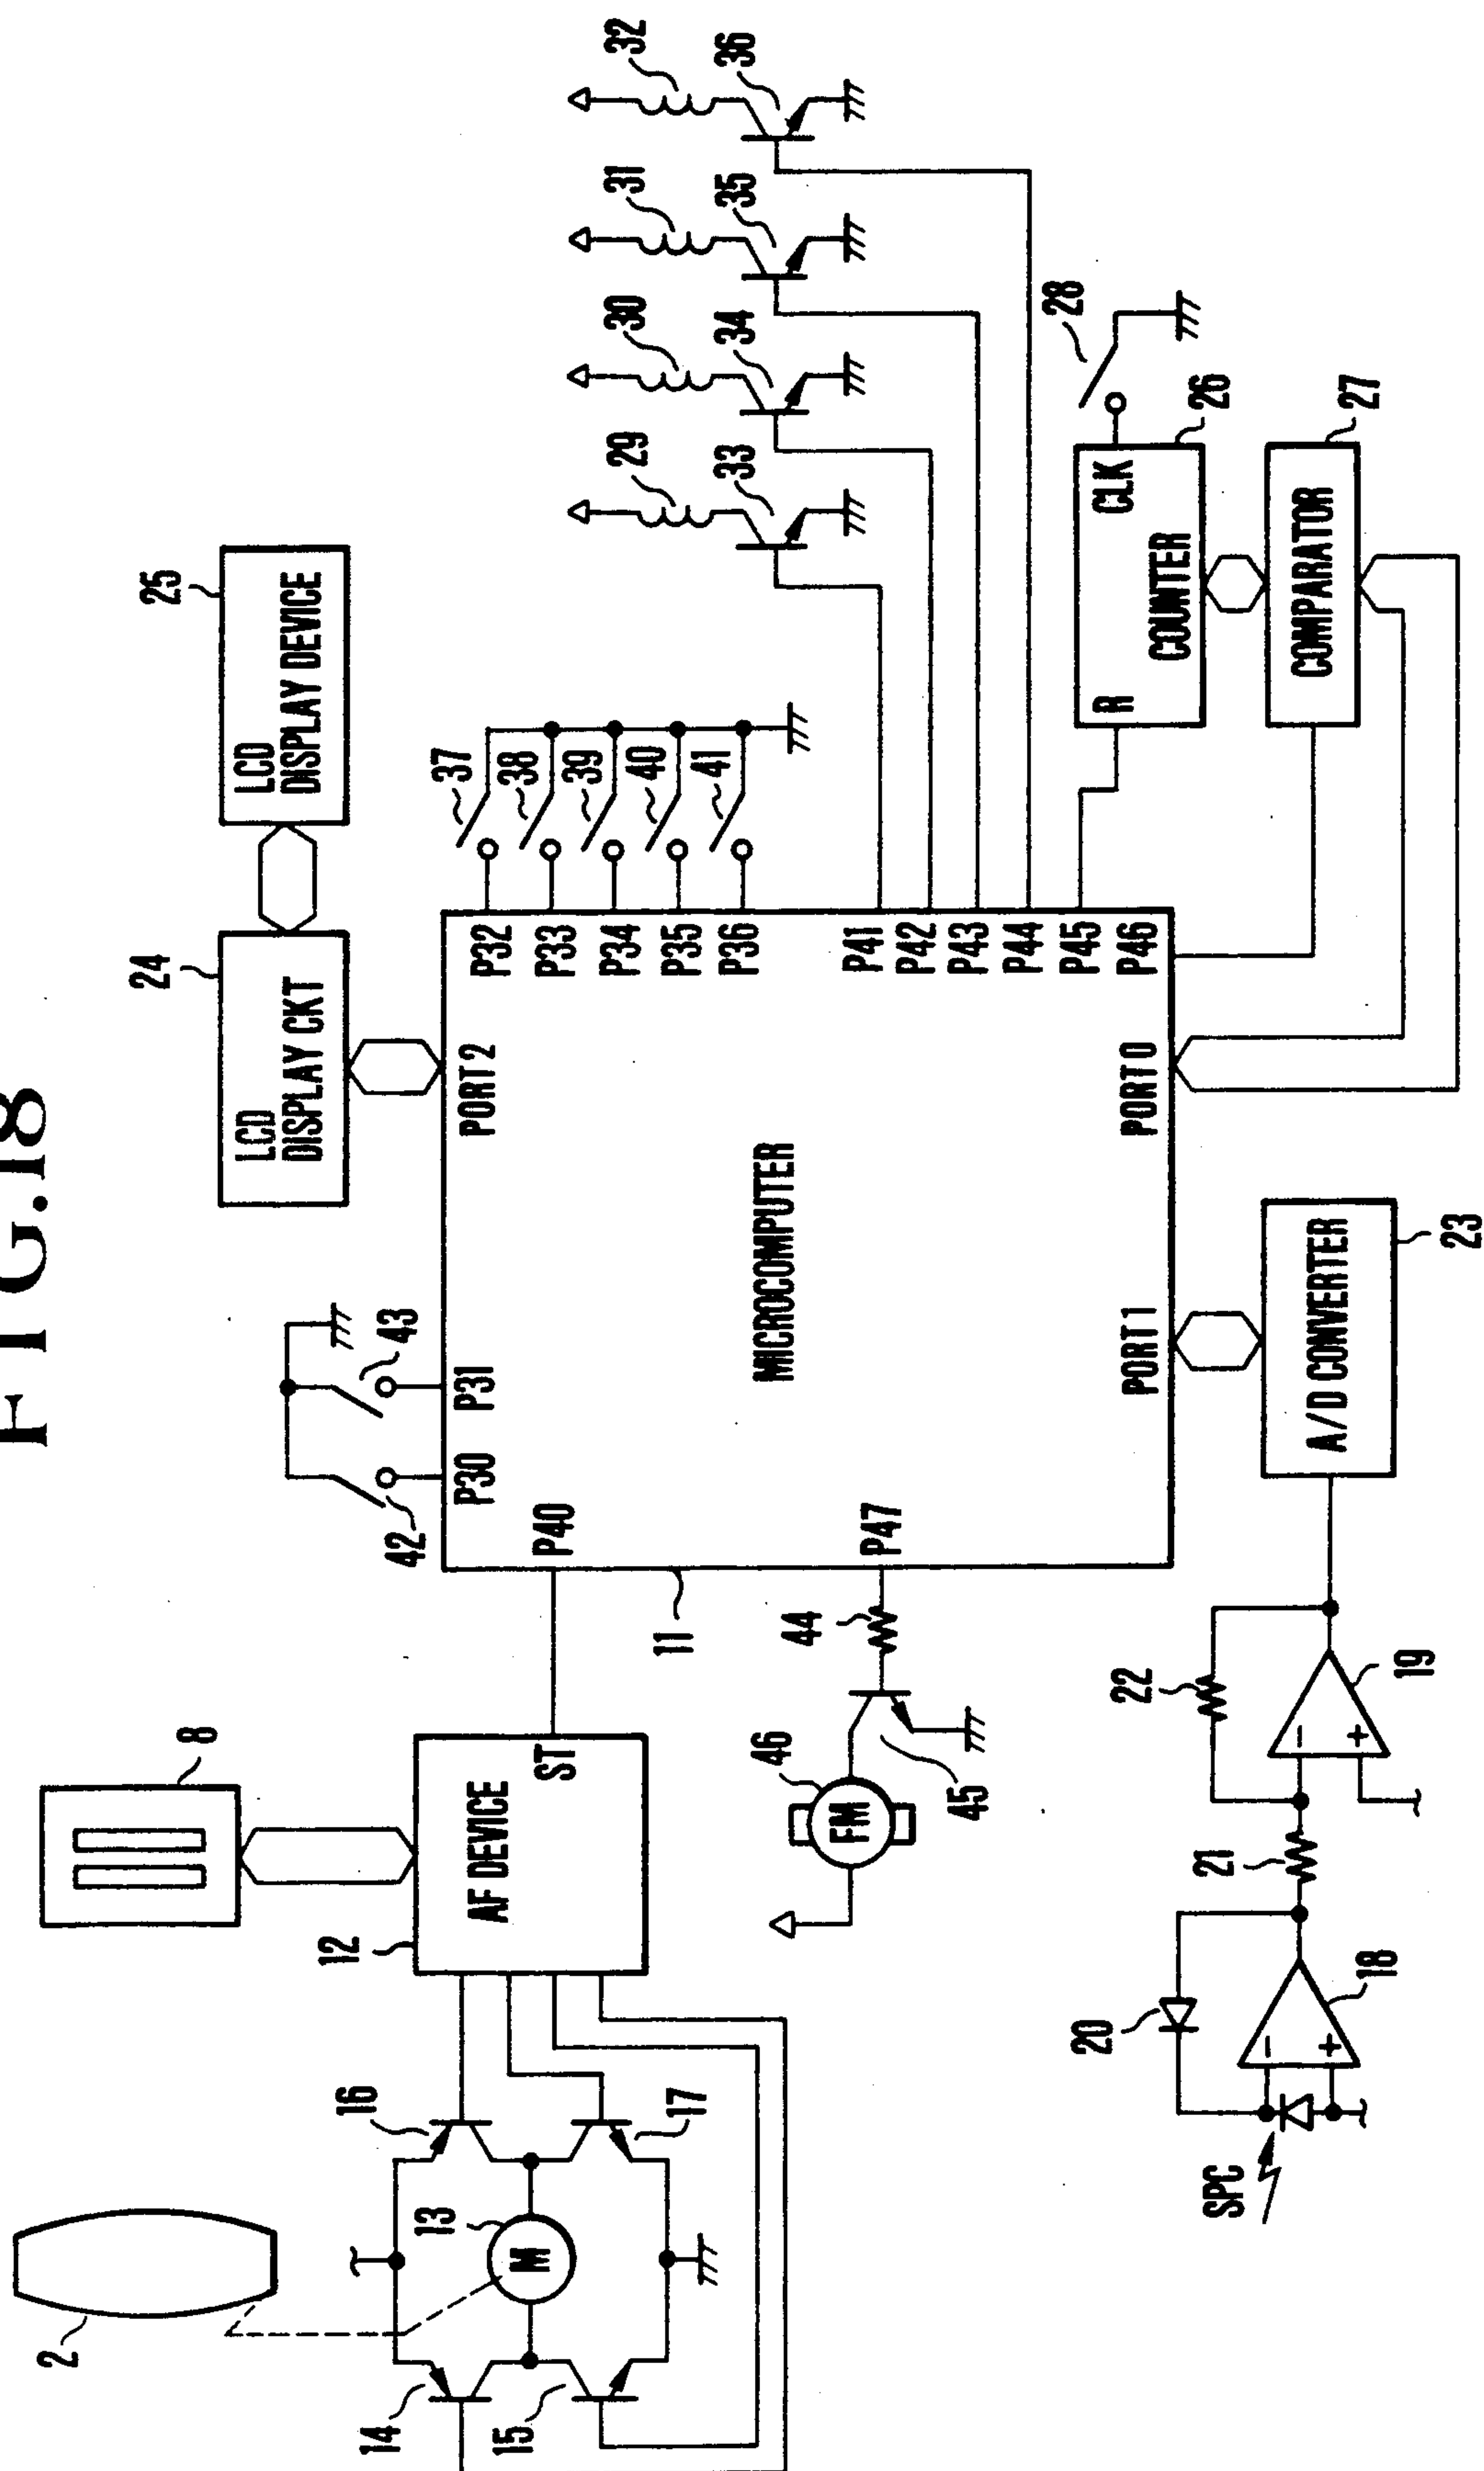 FIG.18
2
8
24
LCD
DISPLAY CKT
25
LCD
DISPLAY DEVICE
14
16
12
13
15
17
AF DEVICE
ST
42
43
P30
P31
PORT 2
P32
P33
P34
P35
P36
37
38
39
40
41
M
P40
11
MICROCOMPUTER
29
30
31
32
33
34
35
36
46
FM
45
44
P47
P41
P42
P43
P44
P45
P46
PORT 1
PORT 0
28
R
CLK
COUNTER
26
COMPARATOR
27
SPC
20
18
−
+
21
22
19
−
+
A/D CONVERTER
23